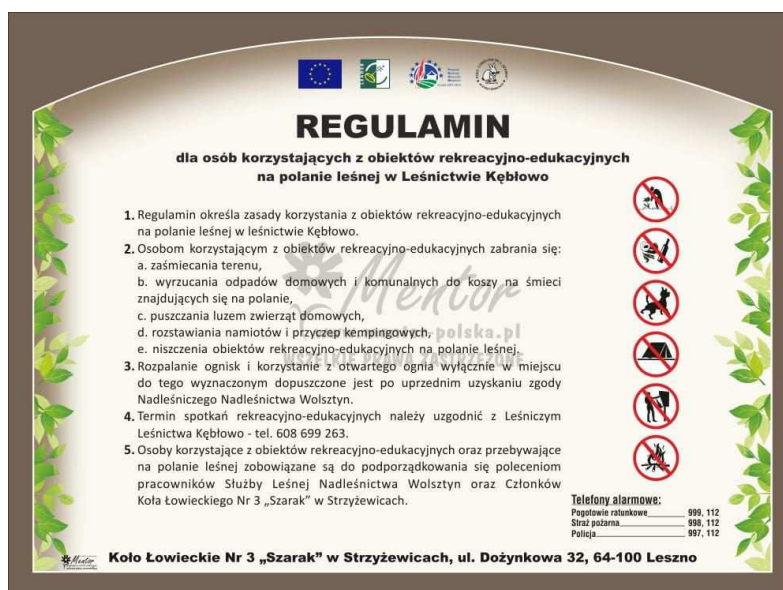 REGULAMIN
dla osób korzystających z obiektów rekreacyjno-edukacyjnych
na polanie leśnej w Leśnictwie Kębłowo
1. Regulamin określa zasady korzystania z obiektów rekreacyjno-edukacyjnych
na polanie leśnej w leśnictwie Kębłowo.
2. Osobom korzystającym z obiektów rekreacyjno-edukacyjnych zabrania się:
a. zaśmiecania terenu,
b. wyrzucania odpadów domowych i komunalnych do koszy na śmieci
znajdujących się na polanie,
c. puszczania luzem zwierząt domowych,
d. rozstawiania namiotów i przyczep kempingowych,
e. niszczenia obiektów rekreacyjno-edukacyjnych na polanie leśnej.
3. Rozpalanie ognisk i korzystanie z otwartego ognia wyłącznie w miejscu
do tego wyznaczonym dopuszczone jest po uprzednim uzyskaniu zgody
Nadleśniczego Nadleśnictwa Wolsztyn.
4. Termin spotkań rekreacyjno-edukacyjnych należy uzgodnić z Leśniczym
Leśnictwa Kębłowo - tel. 608 699 263.
5. Osoby korzystające z obiektów rekreacyjno-edukacyjnych oraz przebywające
na polanie leśnej zobowiązane są do podporządkowania się poleceniom
pracowników Służby Leśnej Nadleśnictwa Wolsztyn oraz Członków
Koła Łowieckiego Nr 3 „Szarak” w Strzyżewicach.
Mentor
polska.pl
WSZELKIE PRAWA ZASTRZEŻONE
Telefony alarmowe:
Pogotowie ratunkowe 999, 112
Straż pożarna 998, 112
Policja 997, 112
Mentor
Koło Łowieckie Nr 3 „Szarak” w Strzyżewicach, ul. Dożynkowa 32, 64-100 Leszno